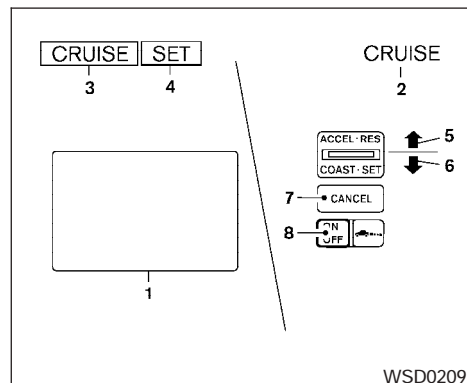 CRUISE SET
3 4
CRUISE
2
ACCEL·RES
COAST·SET
5
6
7 CANCEL
8 ON
OFF
1
WSD0209